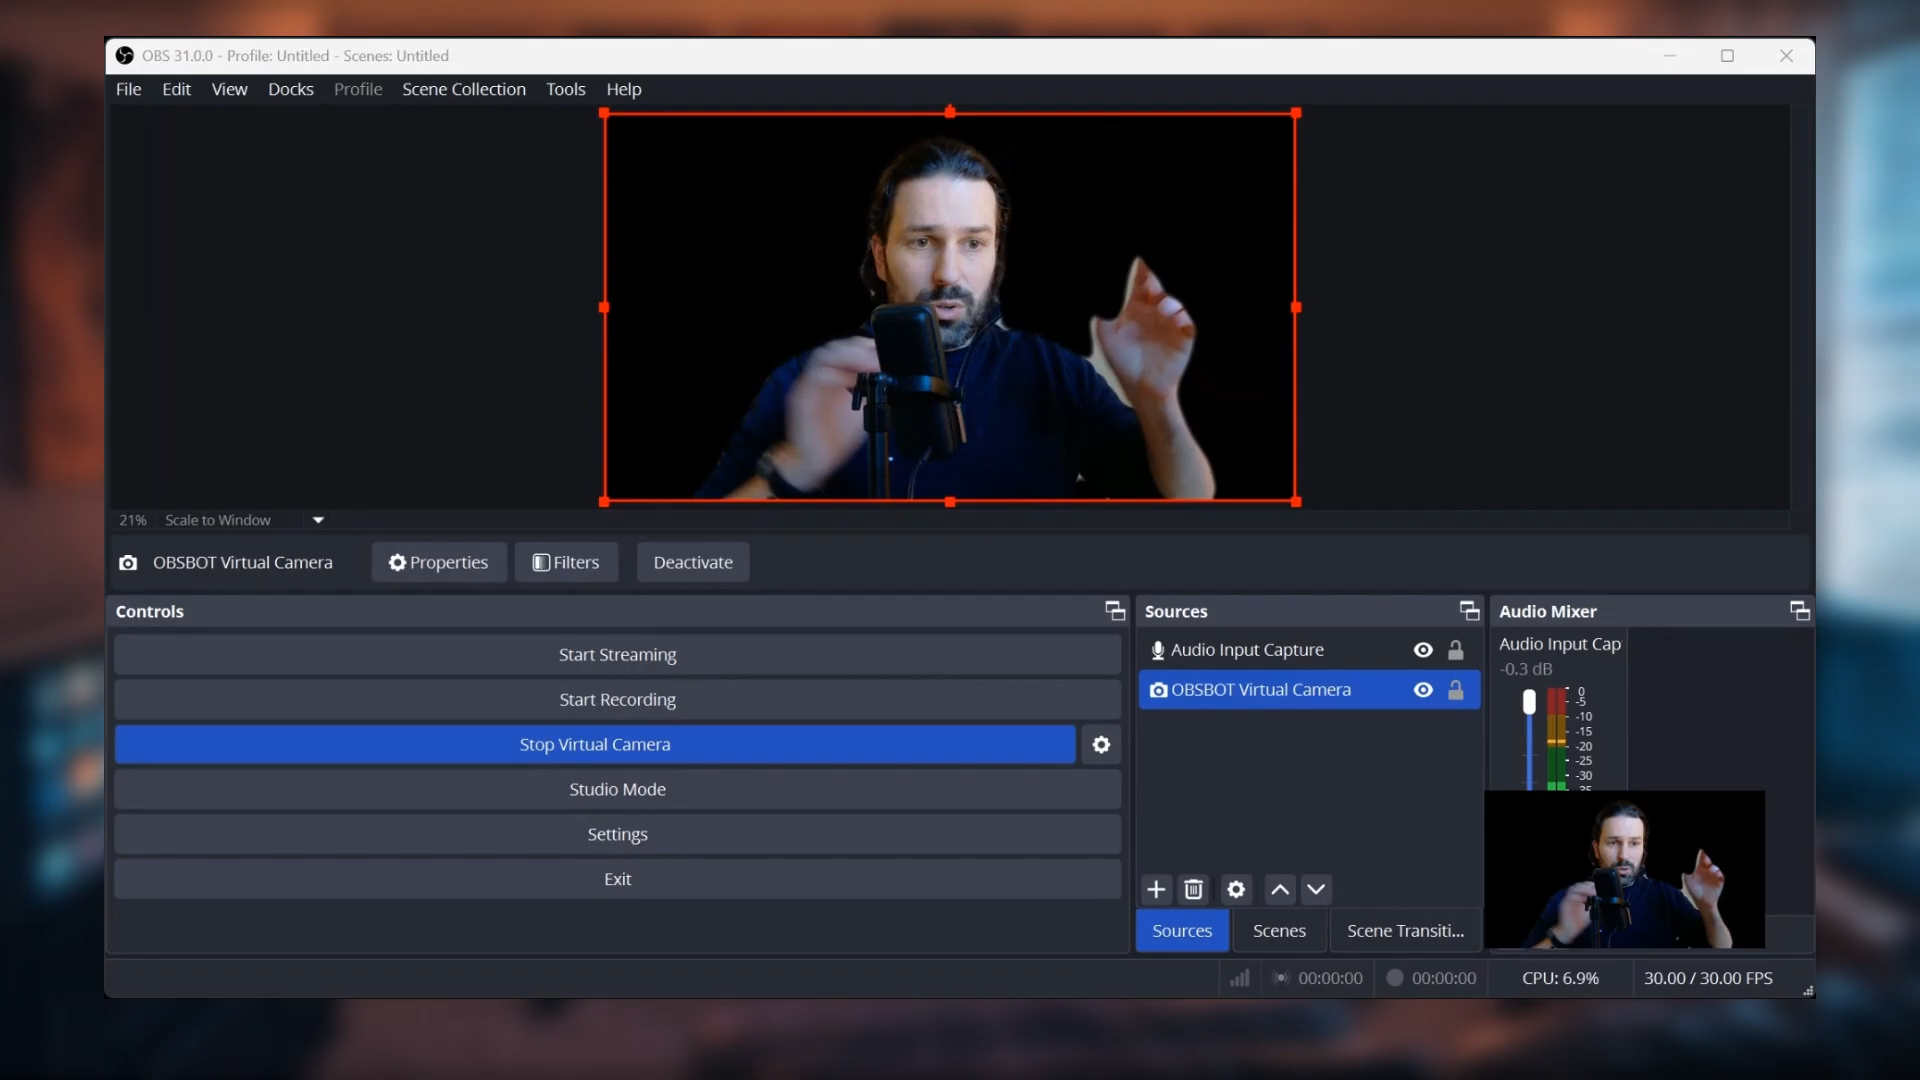 OBS 31.0.0 - Profile: Untitled - Scenes: Untitled
File Edit View Docks Profile Scene Collection Tools Help
21% Scale to Window
OBSBOT Virtual Camera Properties Filters Deactivate
Controls
Start Streaming
Start Recording
Stop Virtual Camera
Studio Mode
Settings
Exit
Sources
Audio Input Capture
OBSBOT Virtual Camera
Sources Scenes Scene Transiti...
Audio Mixer
Audio Input Cap
-0.3 dB
0
-5
-10
-15
-20
-25
-30
00:00:00 00:00:00 CPU: 6.9% 30.00 / 30.00 FPS